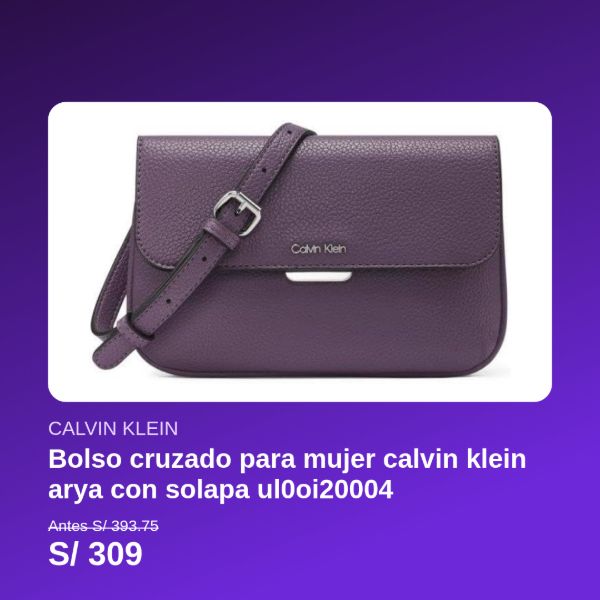 Calvin Klein
CALVIN KLEIN
Bolso cruzado para mujer calvin klein
arya con solapa ul0oi20004
Antes S/ 393.75
S/ 309